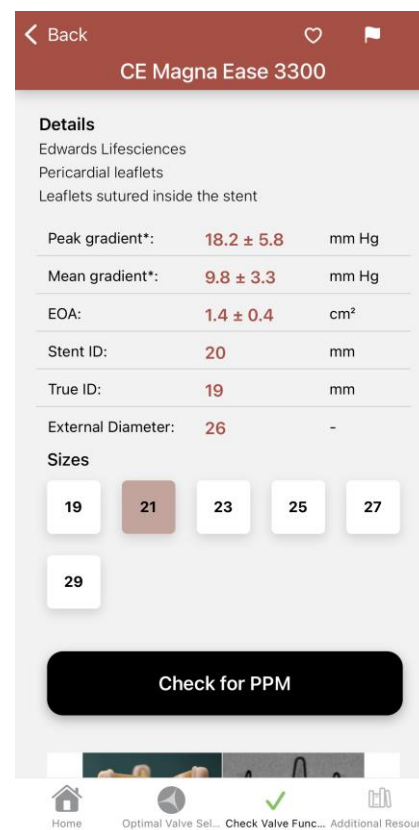 Back
CE Magna Ease 3300
Details
Edwards Lifesciences
Pericardial leaflets
Leaflets sutured inside the stent
Peak gradient*: 18.2 ± 5.8 mm Hg
Mean gradient*: 9.8 ± 3.3 mm Hg
EOA: 1.4 ± 0.4 cm²
Stent ID: 20 mm
True ID: 19 mm
External Diameter: 26 -
Sizes
19 21 23 25 27
29
Check for PPM
Home Optimal Valve Sel... Check Valve Func... Additional Resour